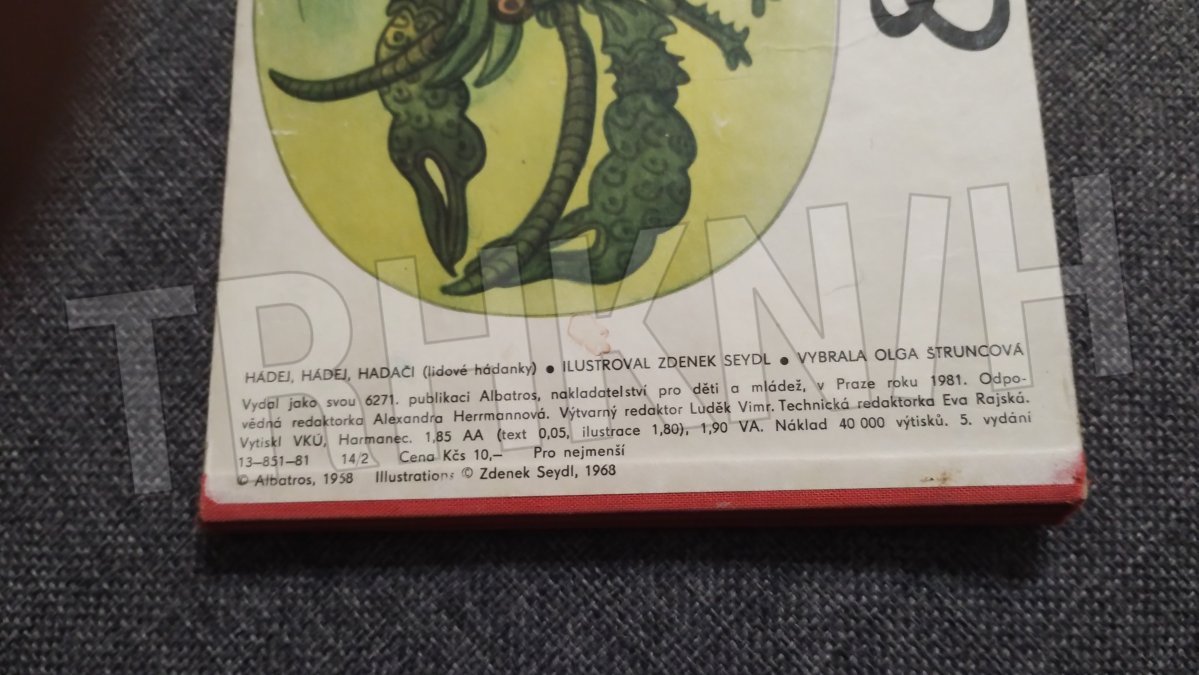 HÁDEJ, HÁDEJ, HADAČI (lidové hádanky) ● ILUSTROVAL ZDENEK SEYDL ● VYBRALA OLGA ŠTRUNCOVÁ
Vydal jako svou 6271. publikaci Albatros, nakladatelství pro děti a mládež, v Praze roku 1981. Odpo-
vědná redaktorka Alexandra Herrmannová. Výtvarný redaktor Luděk Vimr. Technická redaktorka Eva Rajská.
Vytiskl VKÚ, Harmanec. 1,85 AA (text 0,05, ilustrace 1,80), 1,90 VA. Náklad 40 000 výtisků. 5. vydání
13–851–81 14/2 Cena Kčs 10,– Pro nejmenší
© Albatros, 1958 Illustrations © Zdenek Seydl, 1968
TRHKNIH